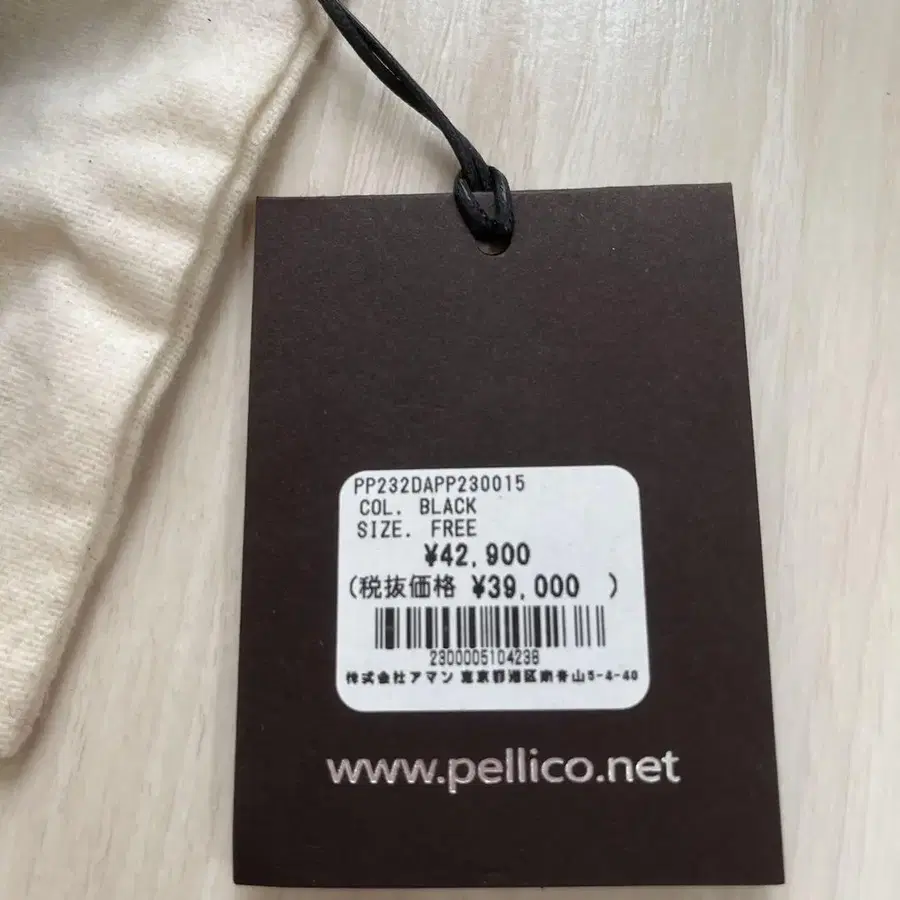 PP232DAPP230015
COL. BLACK
SIZE. FREE
¥42,900
(税抜価格 ¥39,000 )
2300005104238
株式会社アマン 東京都港区南青山5-4-40
www.pellico.net